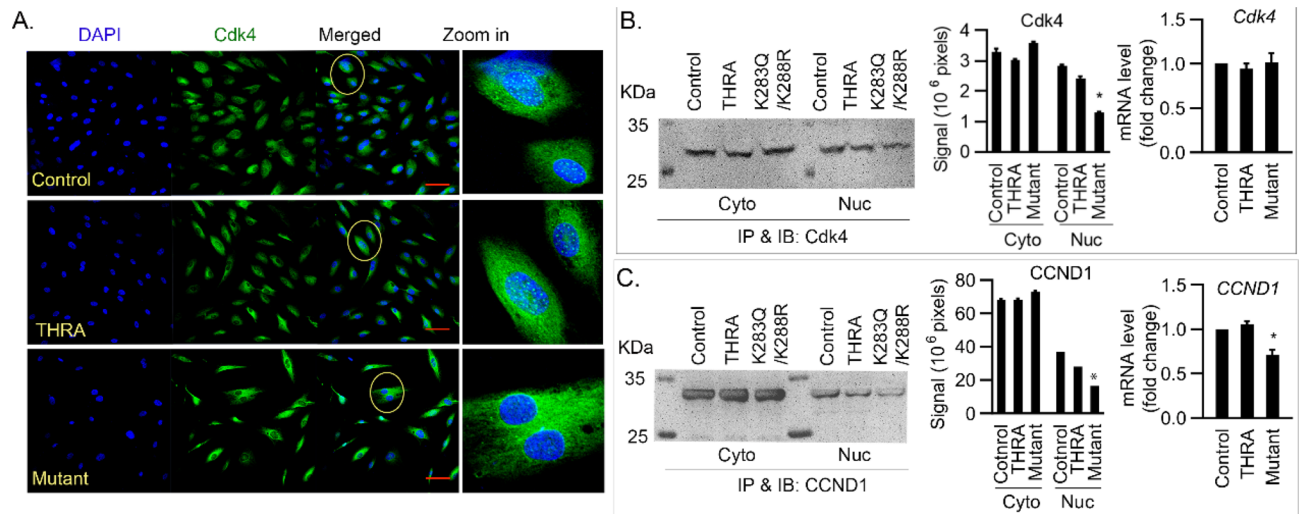 A.
DAPI
Cdk4
Merged
Zoom in
Control
THRA
Mutant
B.
KDa
35
25
Control
THRA
K283Q
/K288R
Control
THRA
K283Q
/K288R
Cyto
Nuc
IP & IB: Cdk4
Cdk4
Signal (10⁶ pixels)
4
3
2
1
0
*
Control
THRA
Mutant
Control
THRA
Mutant
Cyto
Nuc
Cdk4
mRNA level
(fold change)
1.5
1.0
0.5
0.0
Control
THRA
Mutant
C.
KDa
35
25
Control
THRA
K283Q
/K288R
Control
THRA
K283Q
/K288R
Cyto
Nuc
IP & IB: CCND1
CCND1
Signal (10⁶ pixels)
80
60
40
20
0
*
Cotnrol
THRA
Mutant
Control
THRA
Mutant
Cyto
Nuc
CCND1
mRNA level
(fold change)
1.5
1.0
0.5
0.0
*
Control
THRA
Mutant